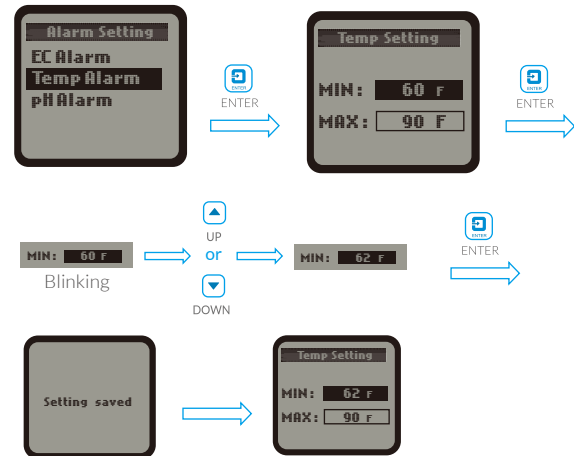 Alarm Setting
EC Alarm
Temp Alarm
pH Alarm
ENTER
ENTER
Temp Setting
MIN: 60 F
MAX: 90 F
ENTER
ENTER
MIN: 60 F
Blinking
UP
or
DOWN
MIN: 62 F
ENTER
ENTER
Setting saved
Temp Setting
MIN: 62 F
MAX: 90 F